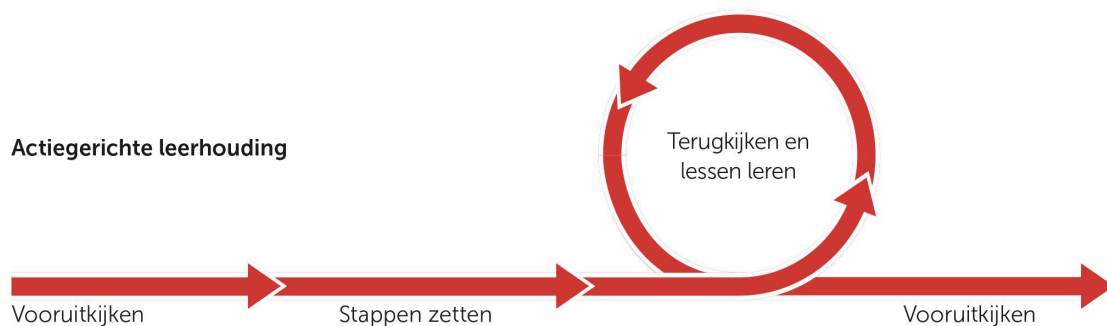 Actiegerichte leerhouding
Terugkijken en
lessen leren
Vooruitkijken
Stappen zetten
Vooruitkijken